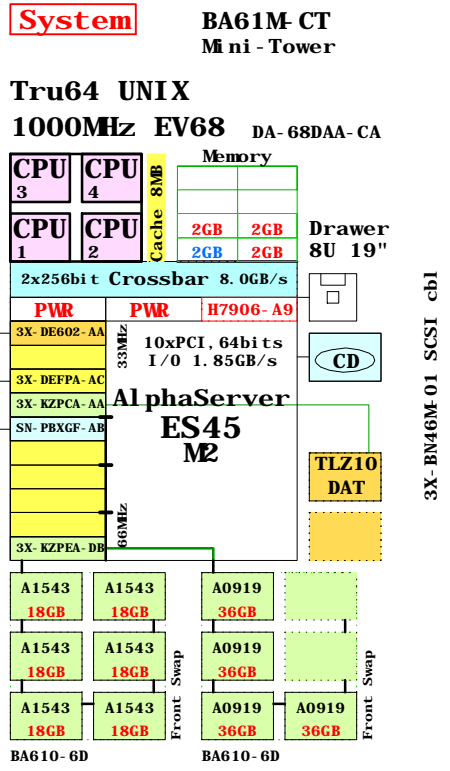 System
BA61M-CT
Mini-Tower
Tru64 UNIX
1000MHz EV68 DA-68DAA-CA
Memory
CPU CPU
3 4
CPU CPU
1 2
Cache 8MB
2GB 2GB
2GB 2GB
Drawer
8U 19"
2x256bit Crossbar 8.0GB/s
PWR PWR H7906-A9
3X-DE602-AA
3X-DEFPA-AC
3X-KZPCA-AA
SN-PBXGF-AB
3X-KZPEA-DB
33MHz
66MHz
10xPCI,64bits
I/O 1.85GB/s
AlphaServer
ES45
M2
CD
TLZ10
DAT
3X-BN46M-01 SCSI cbl
A1543 A1543 A0919
18GB 18GB 36GB
A1543 A1543 A0919
18GB 18GB 36GB
A1543 A1543 A0919 A0919
18GB 18GB 36GB 36GB
Front Swap
Front Swap
BA610-6D BA610-6D